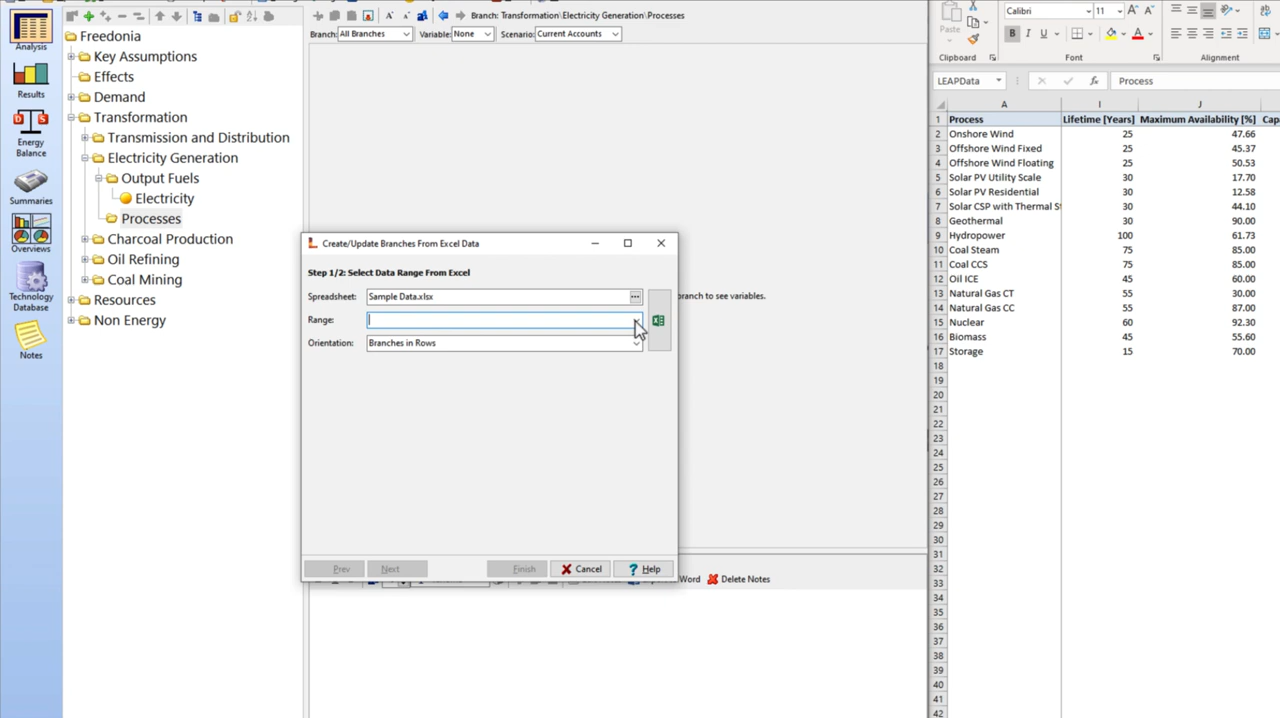 Branch: Transformation\Electricity Generation\Processes
Branch: All Branches Variable: None Scenario: Current Accounts
Analysis
Results
Energy
Balance
Summaries
Overviews
Technology
Database
Notes
Freedonia
Key Assumptions
Effects
Demand
Transformation
Transmission and Distribution
Electricity Generation
Output Fuels
Electricity
Processes
Charcoal Production
Oil Refining
Coal Mining
Resources
Non Energy
Create/Update Branches From Excel Data
Step 1/2: Select Data Range From Excel
Spreadsheet: Sample Data.xlsx
Range:
Orientation: Branches in Rows
Prev Next Finish Cancel Help
branch to see variables.
Word Delete Notes
Paste
Calibri 11
B I U
Clipboard Font Alignment
LEAPData fx Process
A I J
1 Process Lifetime [Years] Maximum Availability [%] Capa
2 Onshore Wind 25 47.66
3 Offshore Wind Fixed 25 45.37
4 Offshore Wind Floating 25 50.53
5 Solar PV Utility Scale 30 17.70
6 Solar PV Residential 30 12.58
7 Solar CSP with Thermal St 30 44.10
8 Geothermal 30 90.00
9 Hydropower 100 61.73
10 Coal Steam 75 85.00
11 Coal CCS 75 85.00
12 Oil ICE 45 60.00
13 Natural Gas CT 55 30.00
14 Natural Gas CC 55 87.00
15 Nuclear 60 92.30
16 Biomass 45 55.60
17 Storage 15 70.00
18
19
20
21
22
23
24
25
26
27
28
29
30
31
32
33
34
35
36
37
38
39
40
41
42